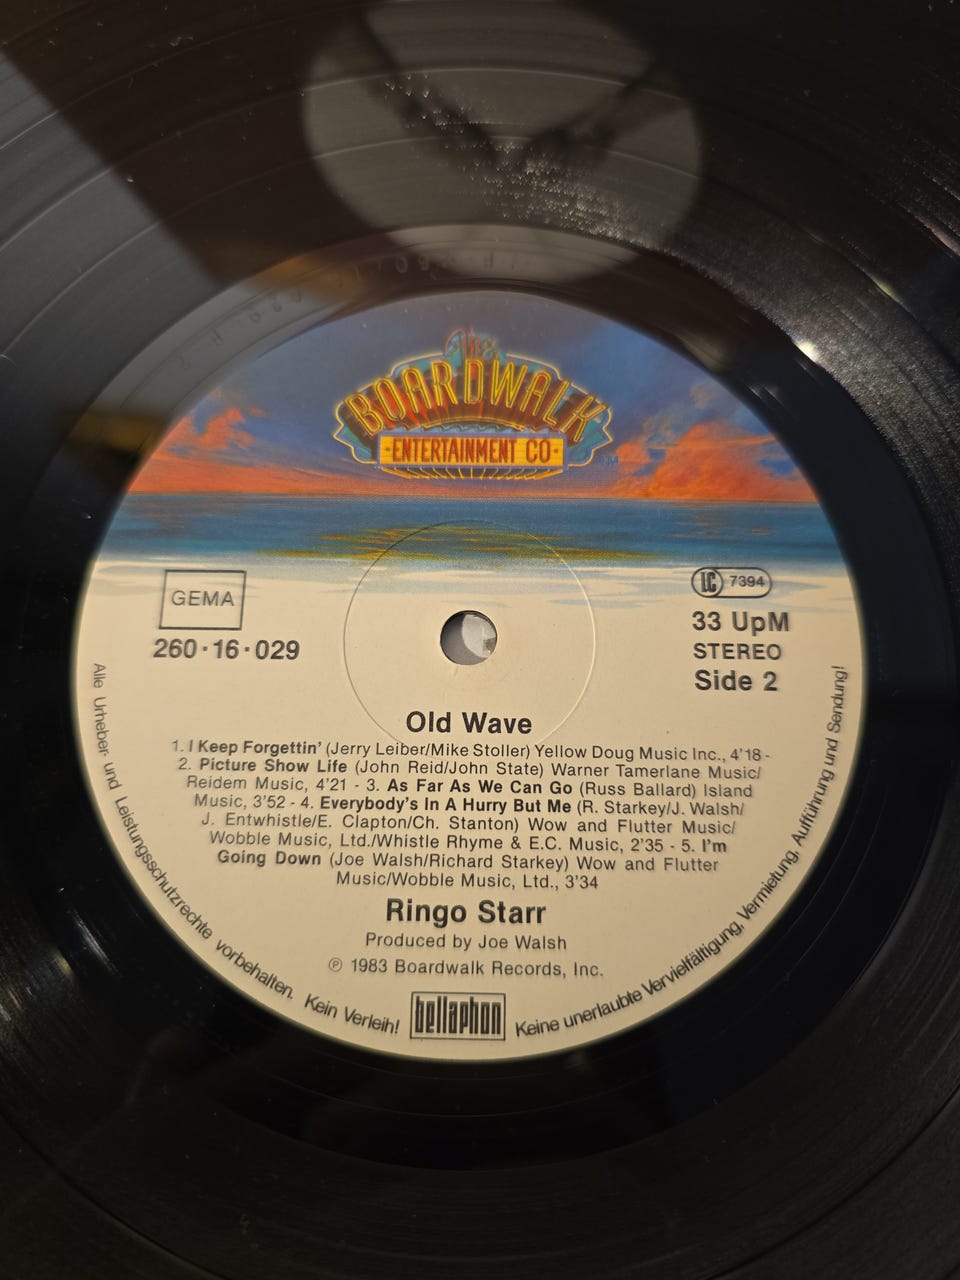 The
BOARDWALK
·ENTERTAINMENT CO·
TM
GEMA
LC 7394
260·16·029
33 UpM
STEREO
Side 2
Old Wave
1. I Keep Forgettin' (Jerry Leiber/Mike Stoller) Yellow Doug Music Inc., 4'18 -
2. Picture Show Life (John Reid/John State) Warner Tamerlane Music/
Reidem Music, 4'21 - 3. As Far As We Can Go (Russ Ballard) Island
Music, 3'52 - 4. Everybody's In A Hurry But Me (R. Starkey/J. Walsh/
J. Entwhistle/E. Clapton/Ch. Stanton) Wow and Flutter Music/
Wobble Music, Ltd./Whistle Rhyme & E.C. Music, 2'35 - 5. I'm
Going Down (Joe Walsh/Richard Starkey) Wow and Flutter
Music/Wobble Music, Ltd., 3'34
Ringo Starr
Produced by Joe Walsh
℗ 1983 Boardwalk Records, Inc.
bellaphon
Alle Urheber- und Leistungsschutzrechte vorbehalten. Kein Verleih!
Keine unerlaubte Vervielfältigung, Vermietung, Aufführung und Sendung!